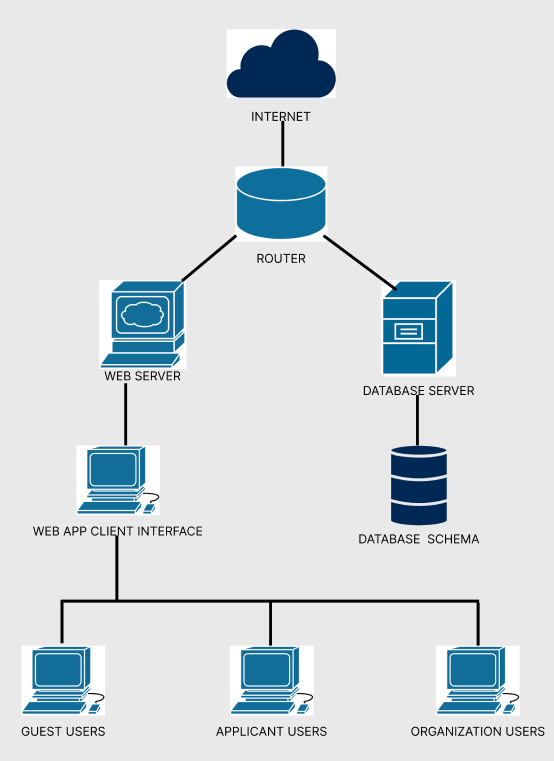 INTERNET
ROUTER
WEB SERVER
DATABASE SERVER
WEB APP CLIENT INTERFACE
DATABASE  SCHEMA
GUEST USERS
APPLICANT USERS
ORGANIZATION USERS